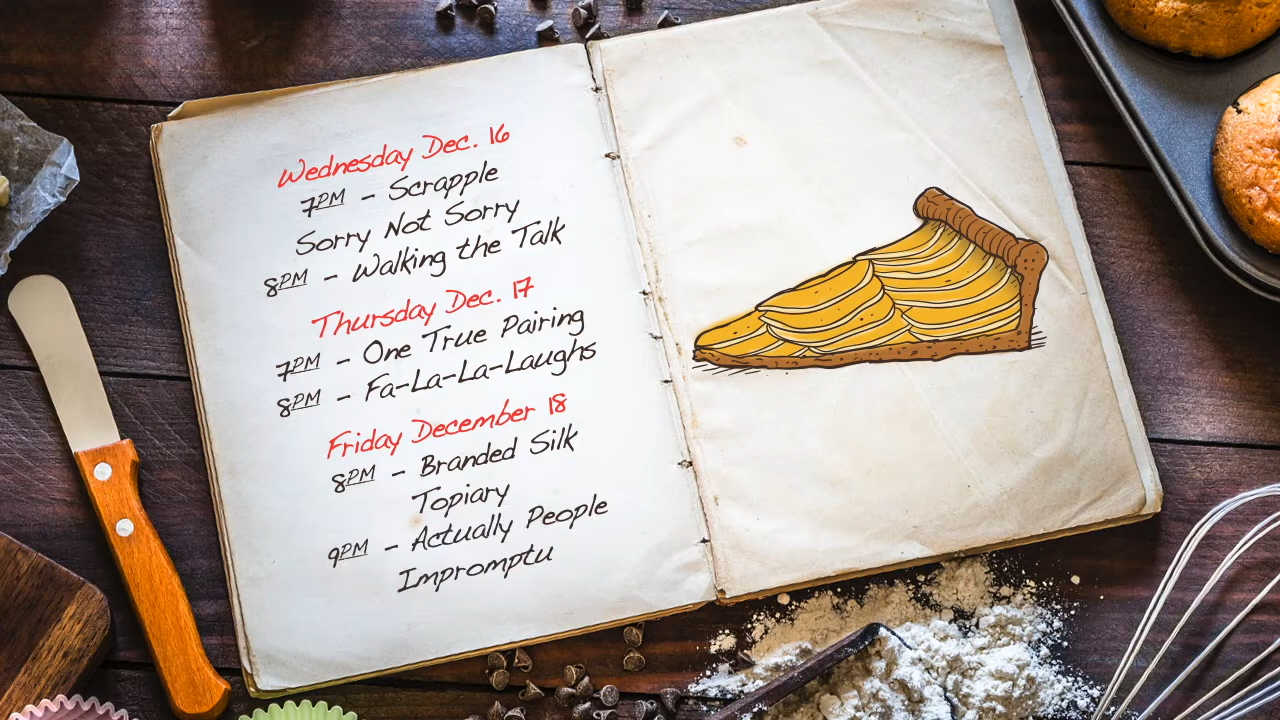 Wednesday Dec. 16
7PM – Scrapple
Sorry Not Sorry
8PM – Walking the Talk
Thursday Dec. 17
7PM – One True Pairing
8PM – Fa-La-La-Laughs
Friday December 18
8PM – Branded Silk
Topiary
9PM – Actually People
Impromptu